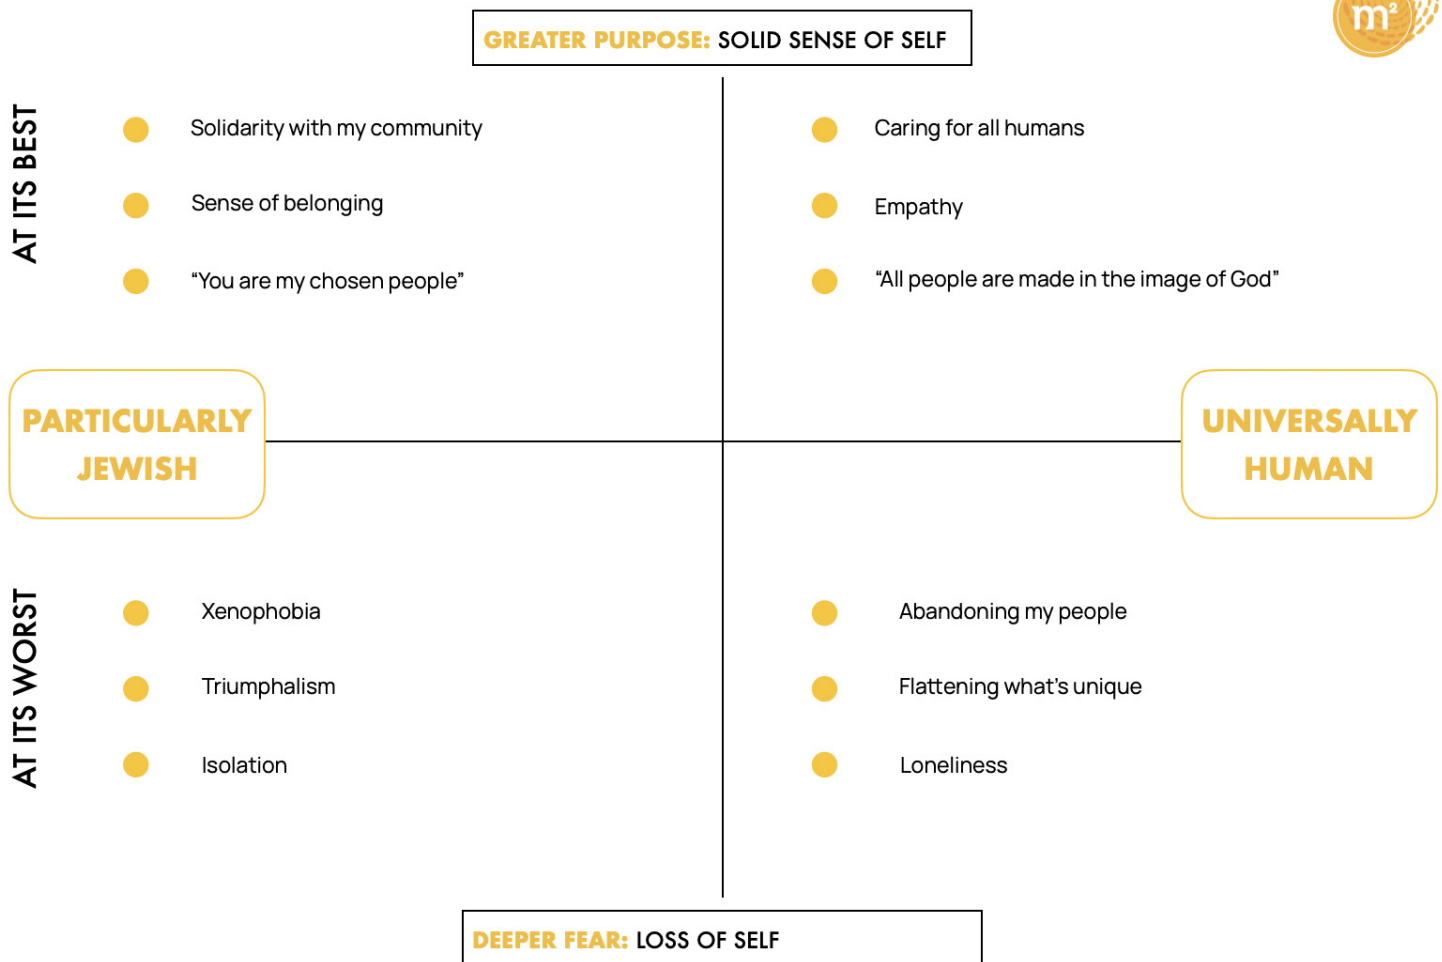 m²
GREATER PURPOSE: SOLID SENSE OF SELF
AT ITS BEST
Solidarity with my community
Sense of belonging
“You are my chosen people”
Caring for all humans
Empathy
“All people are made in the image of God”
PARTICULARLY
JEWISH
UNIVERSALLY
HUMAN
AT ITS WORST
Xenophobia
Triumphalism
Isolation
Abandoning my people
Flattening what’s unique
Loneliness
DEEPER FEAR: LOSS OF SELF